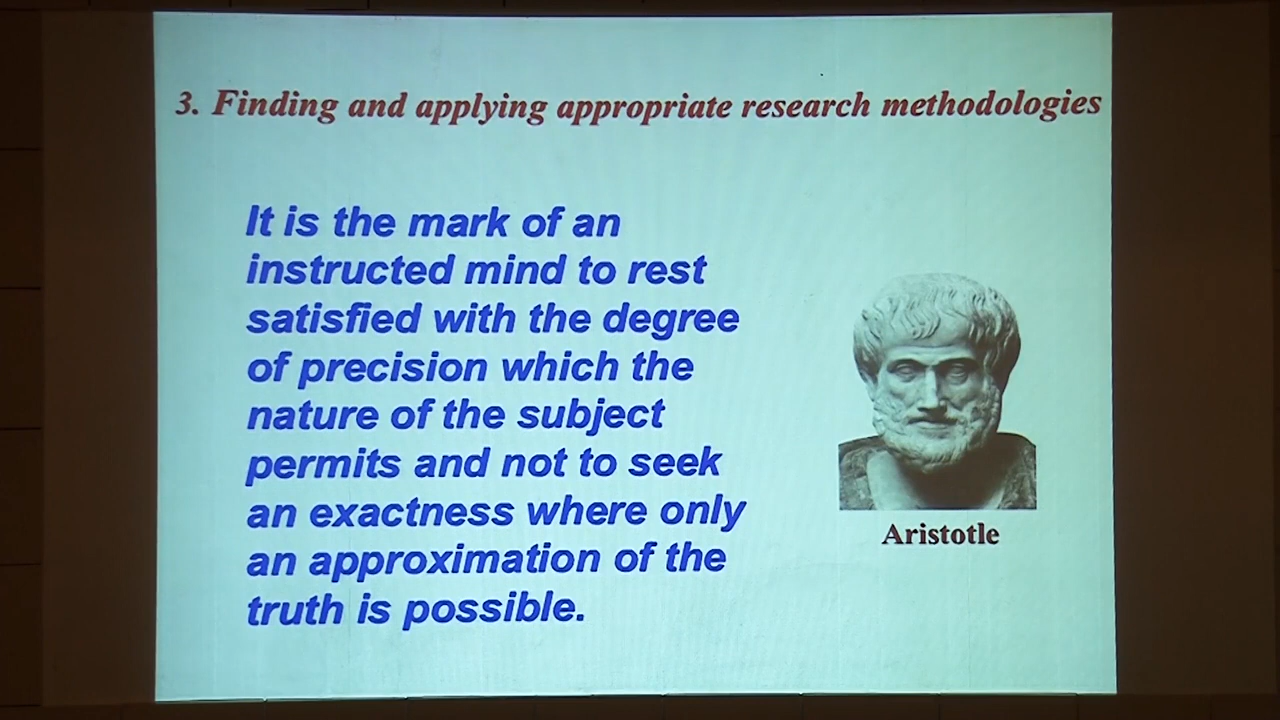 3. Finding and applying appropriate research methodologies
It is the mark of an
instructed mind to rest
satisfied with the degree
of precision which the
nature of the subject
permits and not to seek
an exactness where only
an approximation of the
truth is possible.
Aristotle